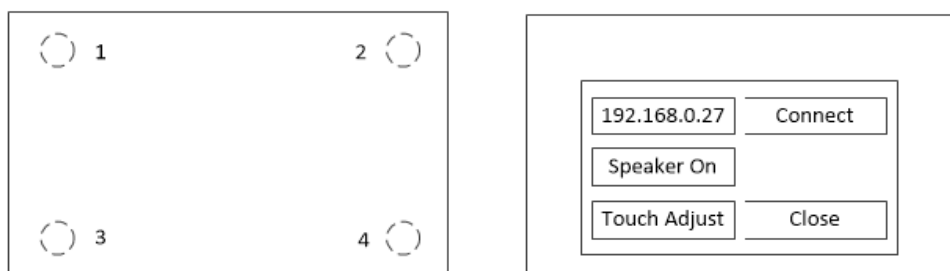 1 2
3 4
192.168.0.27 Connect
Speaker On
Touch Adjust Close